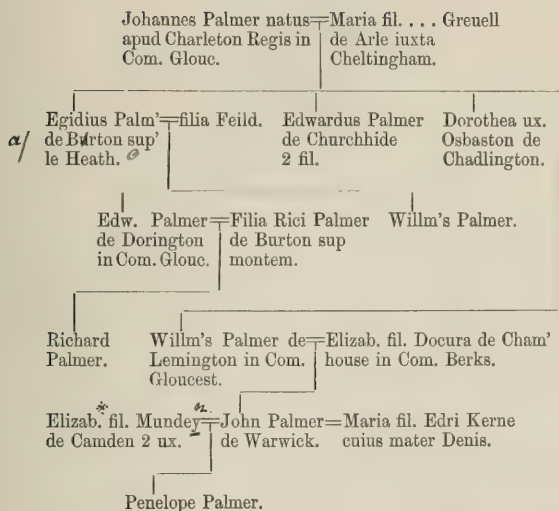 Johannes Palmer natus=Maria fil. . . . Greuell
apud Charleton Regis in de Arle iuxta
Com. Glouc. Cheltingham.
Egidius Palm'=filia Feild. Edwardus Palmer Dorothea ux.
a/ de Burton sup' de Churchhide Osbaston de
le Heath. 2 fil. Chadlington.
Edw. Palmer=Filia Rici Palmer Willm's Palmer.
de Dorington de Burton sup
in Com. Glouc. montem.
Richard Willm's Palmer de=Elizab. fil. Docura de Cham'
Palmer. Lemington in Com. house in Com. Berks.
Gloucest.
Elizab. fil. Mundey=John Palmer=Maria fil. Edri Kerne
de Camden 2 ux. de Warwick. cuius mater Denis.
Penelope Palmer.